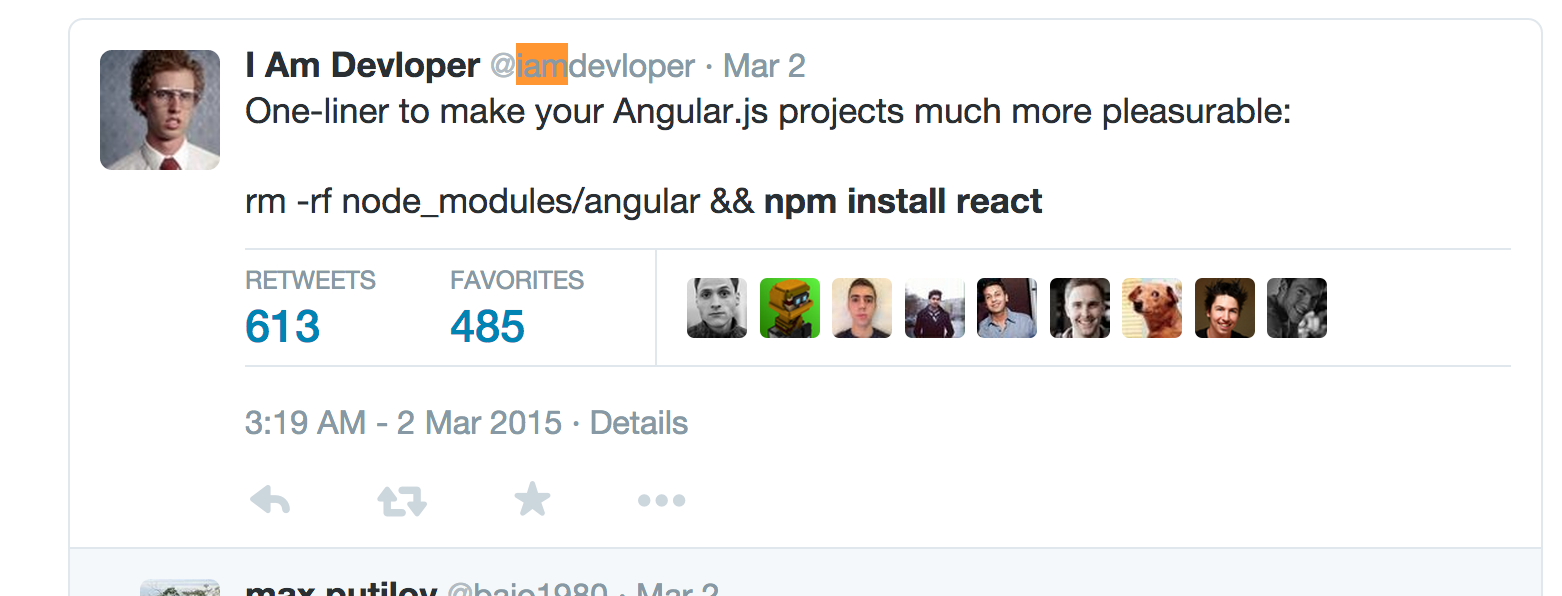 I Am Devloper @iamdevloper · Mar 2
One-liner to make your Angular.js projects much more pleasurable:
rm -rf node_modules/angular && npm install react
RETWEETS FAVORITES
613 485
3:19 AM - 2 Mar 2015 · Details
max putilov @bajo1980 · Mar 2